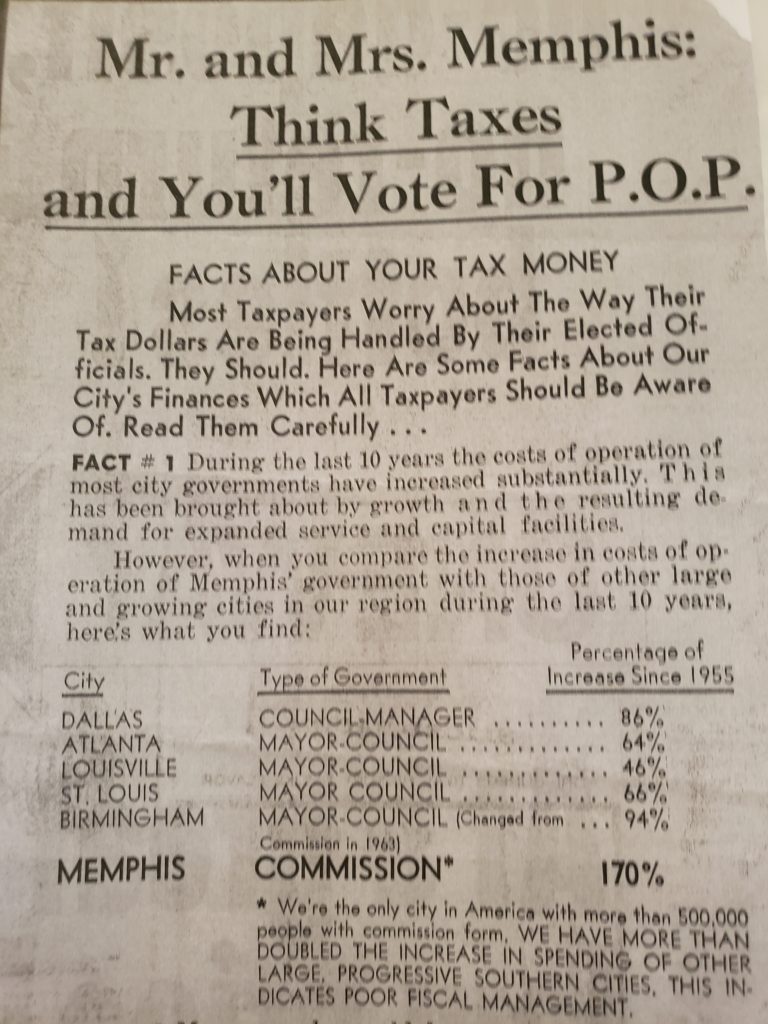 Mr. and Mrs. Memphis:
Think Taxes
and You'll Vote For P.O.P.
FACTS ABOUT YOUR TAX MONEY
Most Taxpayers Worry About The Way Their
Tax Dollars Are Being Handled By Their Elected Of-
ficials. They Should. Here Are Some Facts About Our
City's Finances Which All Taxpayers Should Be Aware
Of. Read Them Carefully . . .
FACT # 1 During the last 10 years the costs of operation of
most city governments have increased substantially. This
has been brought about by growth and the resulting de-
mand for expanded service and capital facilities.
However, when you compare the increase in costs of op-
eration of Memphis' government with those of other large
and growing cities in our region during the last 10 years,
here's what you find:
Percentage of
City Type of Government Increase Since 1955
DALLAS COUNCIL-MANAGER .......... 86%
ATLANTA MAYOR-COUNCIL ............. 64%
LOUISVILLE MAYOR-COUNCIL ............. 46%
ST. LOUIS MAYOR COUNCIL ............. 66%
BIRMINGHAM MAYOR-COUNCIL (Changed from ... 94%
Commission in 1963)
MEMPHIS COMMISSION* 170%
* We're the only city in America with more than 500,000
people with commission form. WE HAVE MORE THAN
DOUBLED THE INCREASE IN SPENDING OF OTHER
LARGE, PROGRESSIVE SOUTHERN CITIES. THIS IN-
DICATES POOR FISCAL MANAGEMENT.